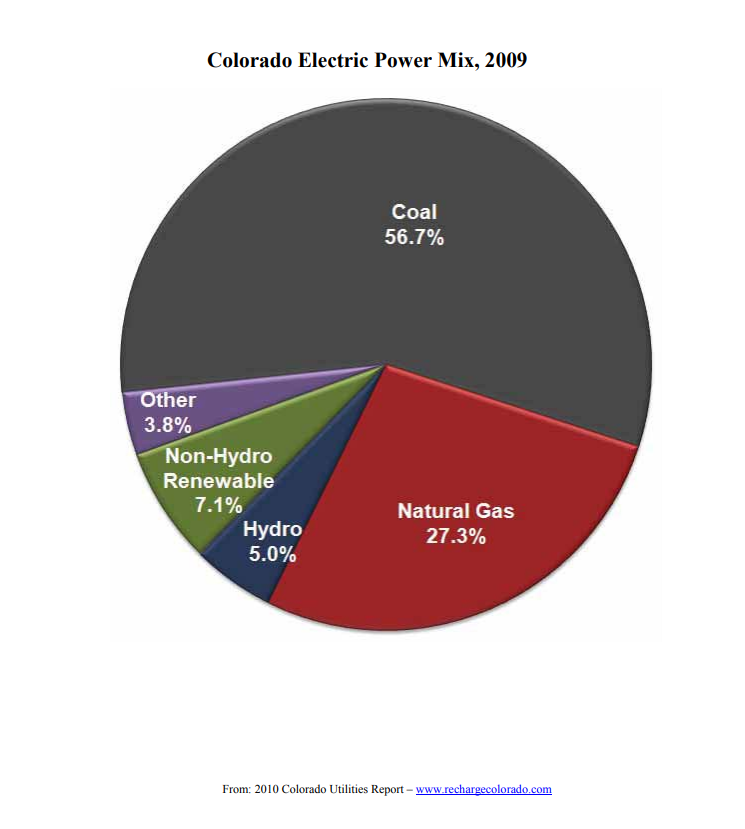 Colorado Electric Power Mix, 2009
Coal
56.7%
Other
3.8%
Non-Hydro
Renewable
7.1%
Hydro
5.0%
Natural Gas
27.3%
From: 2010 Colorado Utilities Report – www.rechargecolorado.com